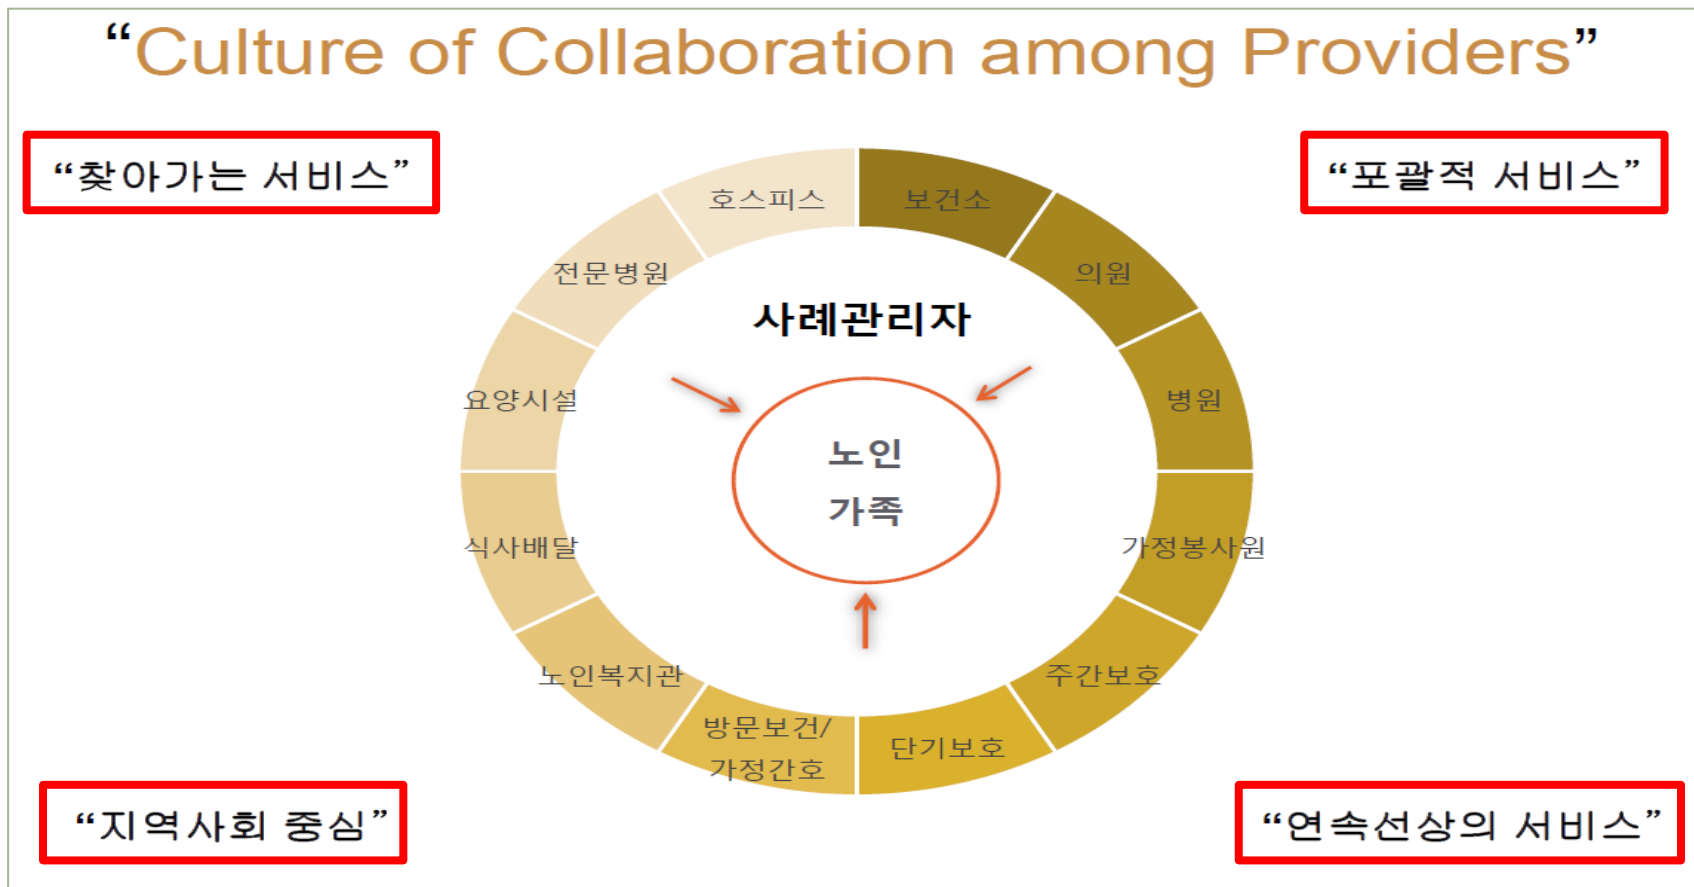 “Culture of Collaboration among Providers”
“찾아가는 서비스”
“포괄적 서비스”
호스피스
보건소
전문병원
의원
사례관리자
요양시설
병원
노인
가족
식사배달
가정봉사원
노인복지관
주간보호
방문보건/
가정간호
단기보호
“지역사회 중심”
“연속선상의 서비스”